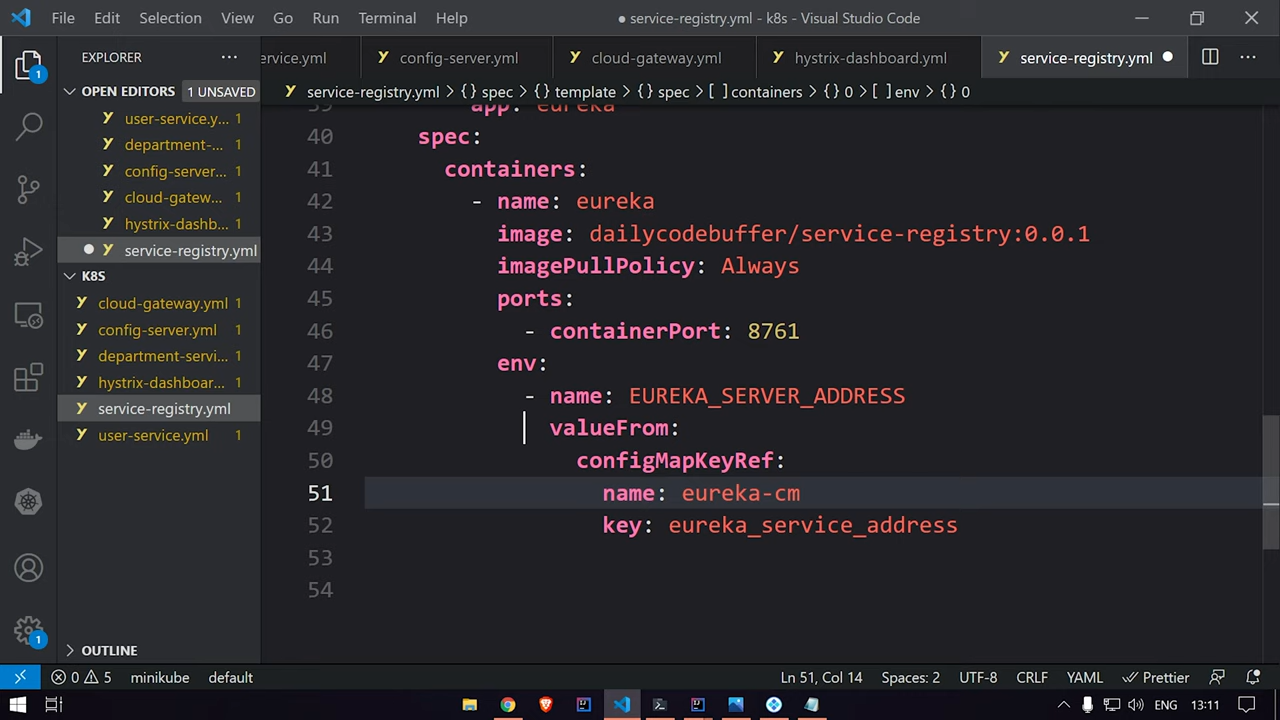 File Edit Selection View Go Run Terminal Help ● service-registry.yml - k8s - Visual Studio Code
EXPLORER ···
ervice.yml config-server.yml cloud-gateway.yml hystrix-dashboard.yml service-registry.yml ● ···
OPEN EDITORS 1 UNSAVED
service-registry.yml > {} spec > {} template > {} spec > [ ] containers > {} 0 > [ ] env > {} 0
user-service.y... 1
department-... 1
config-server... 1
cloud-gatew... 1
hystrix-dashb... 1
● service-registry.yml
K8S
cloud-gateway.yml 1
config-server.yml 1
department-servi... 1
hystrix-dashboar... 1
service-registry.yml
user-service.yml 1
OUTLINE
39 app: eureka
40 spec:
41 containers:
42 - name: eureka
43 image: dailycodebuffer/service-registry:0.0.1
44 imagePullPolicy: Always
45 ports:
46 - containerPort: 8761
47 env:
48 - name: EUREKA_SERVER_ADDRESS
49 valueFrom:
50 configMapKeyRef:
51 name: eureka-cm
52 key: eureka_service_address
53
54
1
1
0 5 minikube default Ln 51, Col 14 Spaces: 2 UTF-8 CRLF YAML Prettier
ENG 13:11